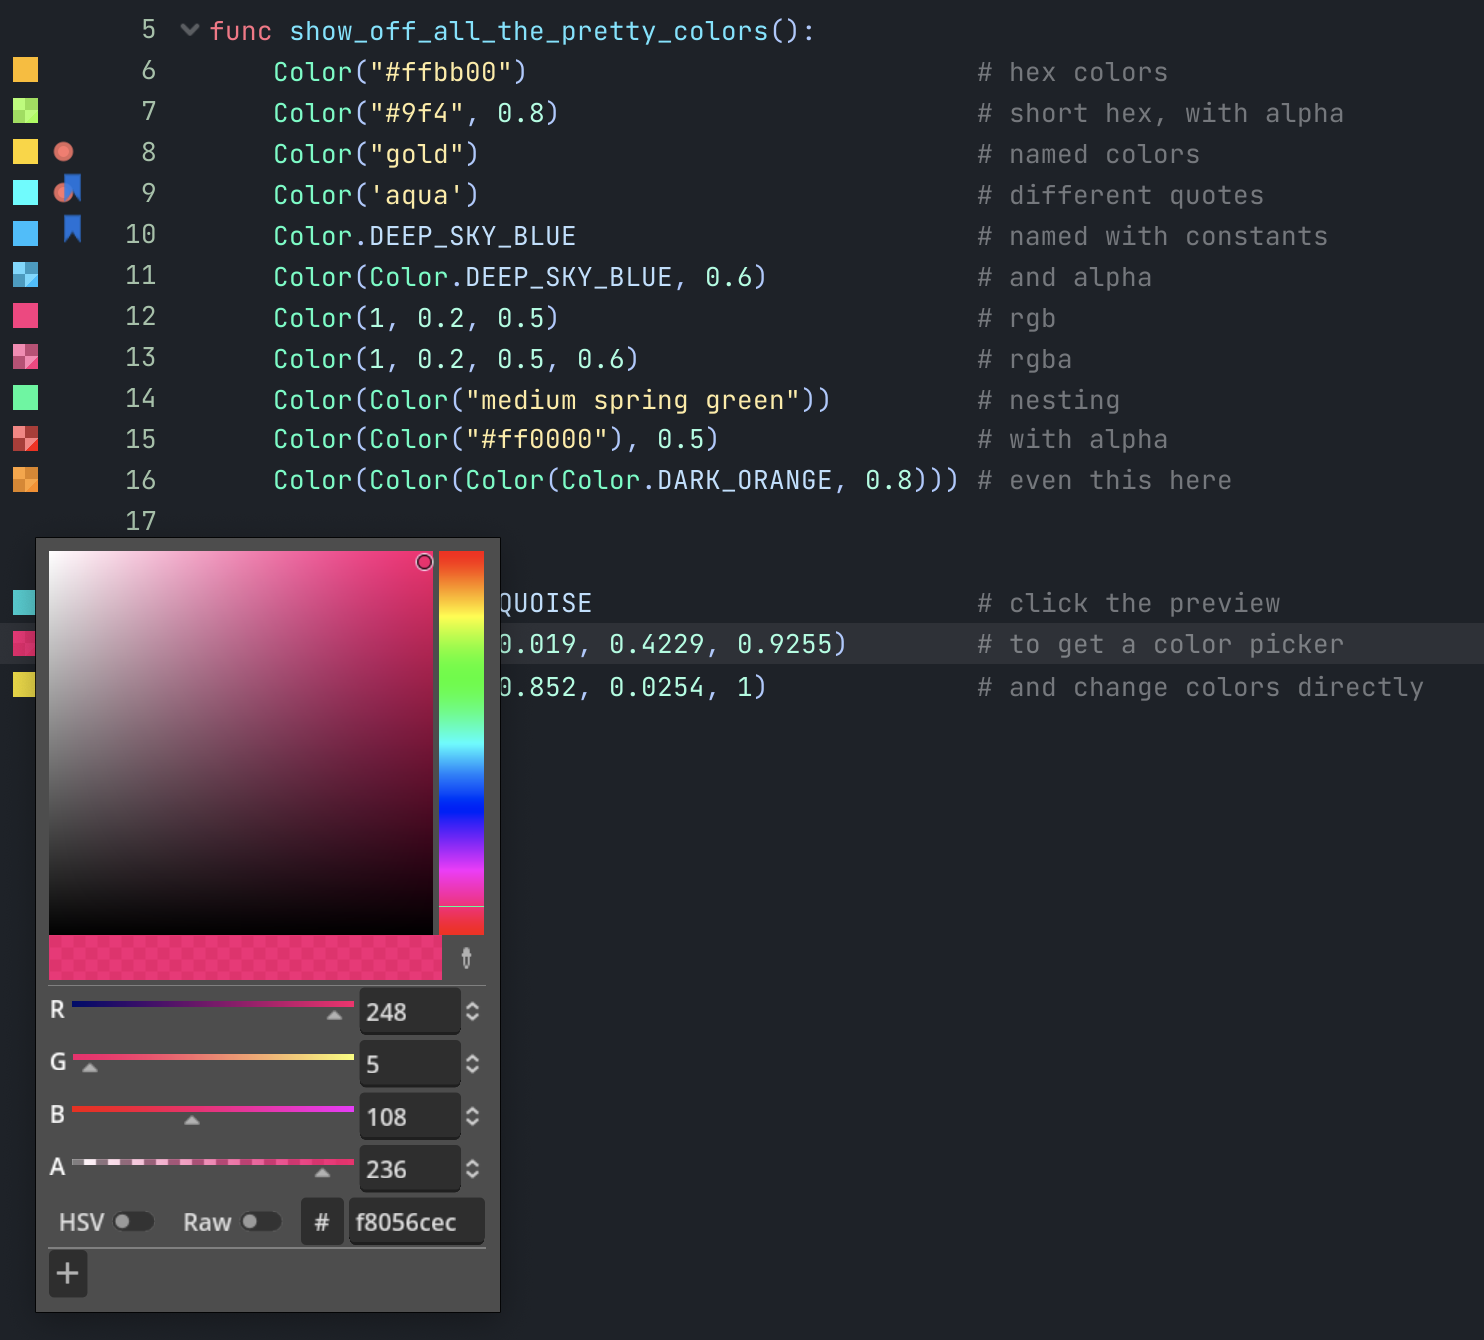 5 func show_off_all_the_pretty_colors():
6 Color("#ffbb00") # hex colors
7 Color("#9f4", 0.8) # short hex, with alpha
8 Color("gold") # named colors
9 Color('aqua') # different quotes
10 Color.DEEP_SKY_BLUE # named with constants
11 Color(Color.DEEP_SKY_BLUE, 0.6) # and alpha
12 Color(1, 0.2, 0.5) # rgb
13 Color(1, 0.2, 0.5, 0.6) # rgba
14 Color(Color("medium spring green")) # nesting
15 Color(Color("#ff0000"), 0.5) # with alpha
16 Color(Color(Color(Color.DARK_ORANGE, 0.8))) # even this here
17
QUOISE # click the preview
0.019, 0.4229, 0.9255) # to get a color picker
0.852, 0.0254, 1) # and change colors directly
R 248
G 5
B 108
A 236
HSV Raw # f8056cec
+